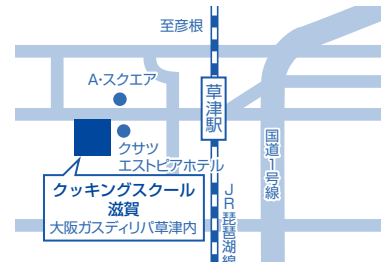 至彦根
A・スクエア
草津駅
クサツ
エストピアホテル
国道1号線
クッキングスクール
滋賀
大阪ガスディリパ草津内
JR琵琶湖線